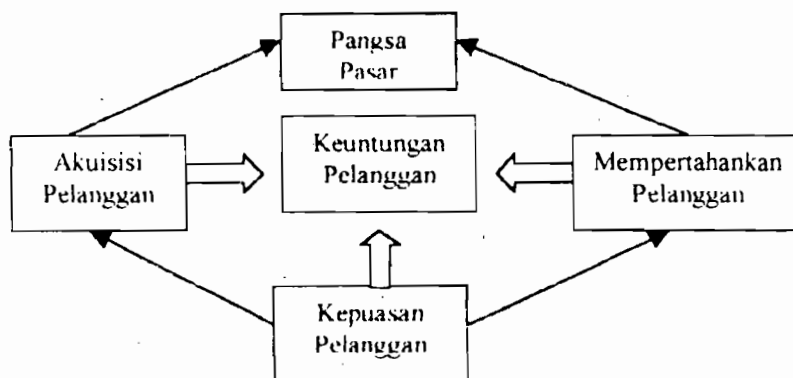 Pangsa
Pasar
Akuisisi
Pelanggan
Keuntungan
Pelanggan
Mempertahankan
Pelanggan
Kepuasan
Pelanggan